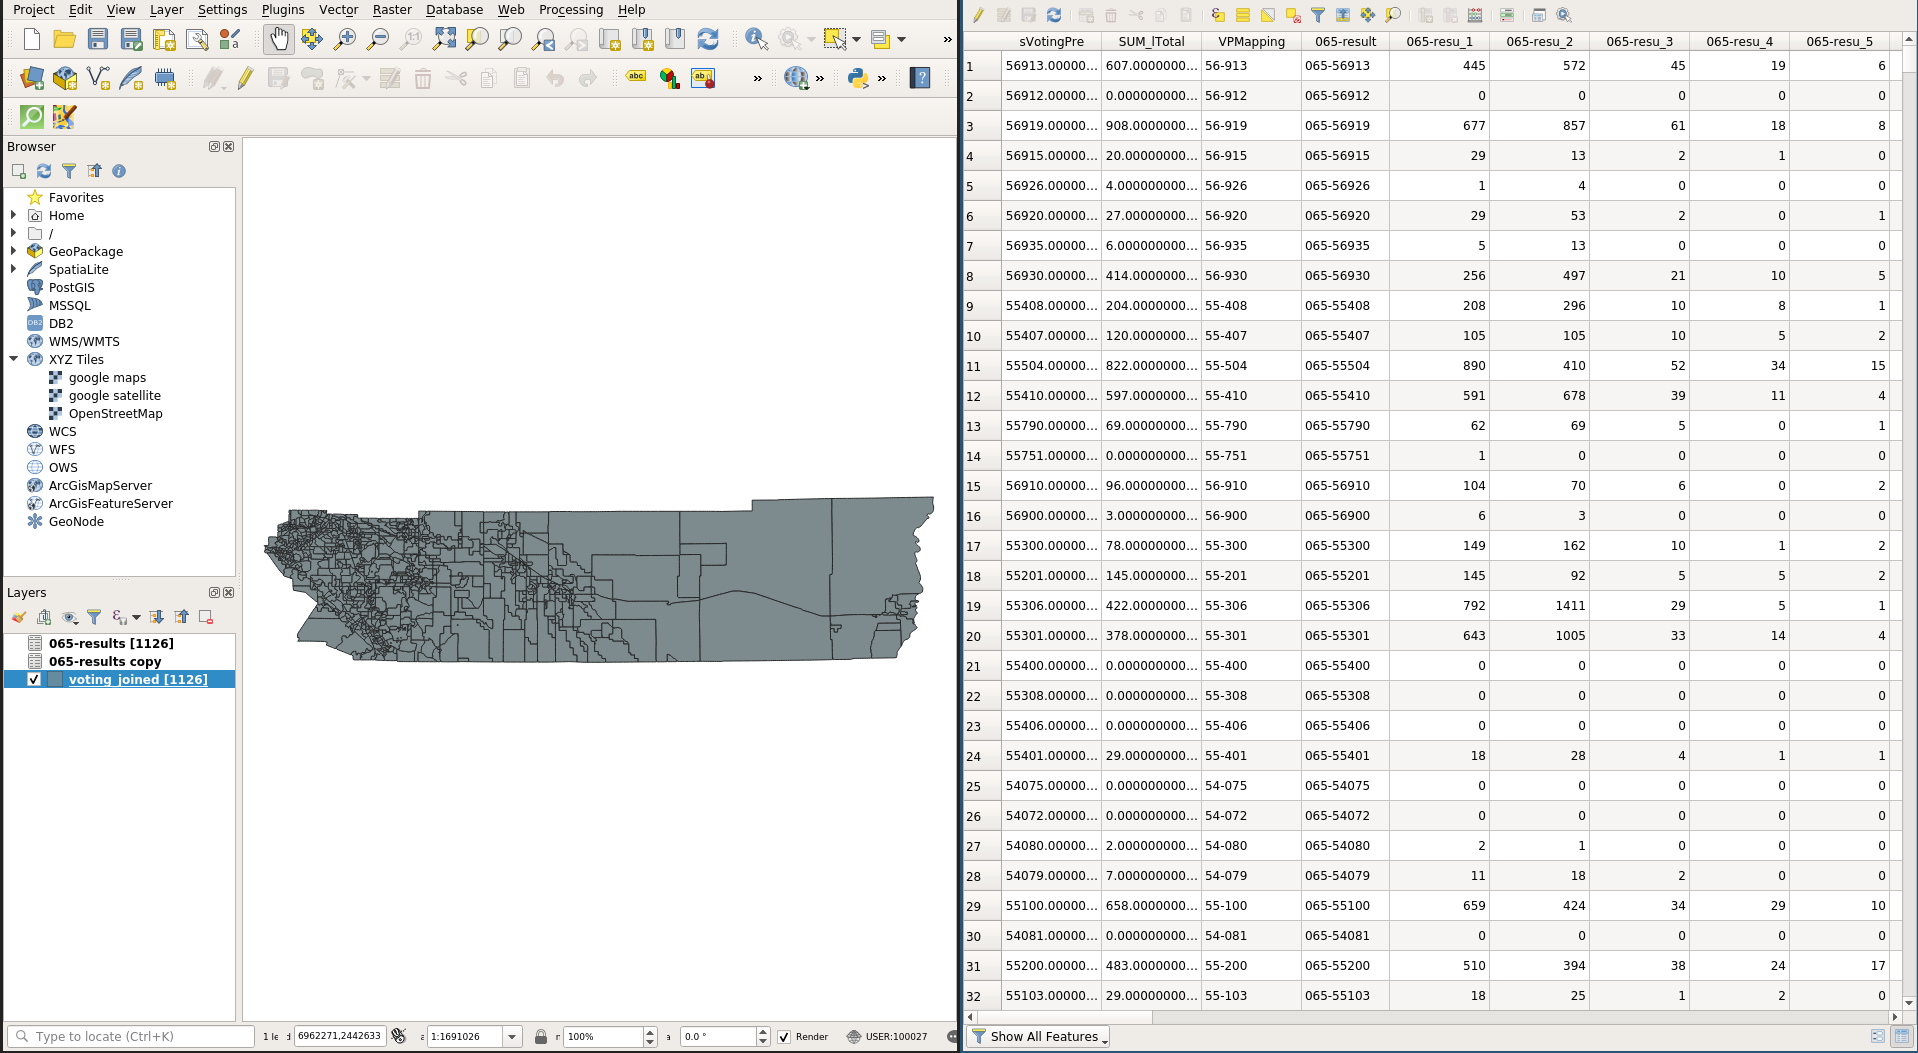 Project Edit View Layer Settings Plugins Vector Raster Database Web Processing Help
Browser
Favorites
Home
/
GeoPackage
SpatiaLite
PostGIS
MSSQL
DB2
WMS/WMTS
XYZ Tiles
google maps
google satellite
OpenStreetMap
WCS
WFS
OWS
ArcGisMapServer
ArcGisFeatureServer
GeoNode
Layers
065-results [1126]
065-results copy
voting_joined [1126]
Type to locate (Ctrl+K) 6962271,2442633 1:1691026 100% 0.0 ° Render USER:100027
sVotingPre SUM_lTotal VPMapping 065-result 065-resu_1 065-resu_2 065-resu_3 065-resu_4 065-resu_5
1 56913.00000... 607.0000000... 56-913 065-56913 445 572 45 19 6
2 56912.00000... 0.000000000... 56-912 065-56912 0 0 0 0 0
3 56919.00000... 908.0000000... 56-919 065-56919 677 857 61 18 8
4 56915.00000... 20.00000000... 56-915 065-56915 29 13 2 1 0
5 56926.00000... 4.000000000... 56-926 065-56926 1 4 0 0 0
6 56920.00000... 27.00000000... 56-920 065-56920 29 53 2 0 1
7 56935.00000... 6.000000000... 56-935 065-56935 5 13 0 0 0
8 56930.00000... 414.0000000... 56-930 065-56930 256 497 21 10 5
9 55408.00000... 204.0000000... 55-408 065-55408 208 296 10 8 1
10 55407.00000... 120.0000000... 55-407 065-55407 105 105 10 5 2
11 55504.00000... 822.0000000... 55-504 065-55504 890 410 52 34 15
12 55410.00000... 597.0000000... 55-410 065-55410 591 678 39 11 4
13 55790.00000... 69.00000000... 55-790 065-55790 62 69 5 0 1
14 55751.00000... 0.000000000... 55-751 065-55751 1 0 0 0 0
15 56910.00000... 96.00000000... 56-910 065-56910 104 70 6 0 2
16 56900.00000... 3.000000000... 56-900 065-56900 6 3 0 0 0
17 55300.00000... 78.00000000... 55-300 065-55300 149 162 10 1 2
18 55201.00000... 145.0000000... 55-201 065-55201 145 92 5 5 2
19 55306.00000... 422.0000000... 55-306 065-55306 792 1411 29 5 1
20 55301.00000... 378.0000000... 55-301 065-55301 643 1005 33 14 4
21 55400.00000... 0.000000000... 55-400 065-55400 0 0 0 0 0
22 55308.00000... 0.000000000... 55-308 065-55308 0 0 0 0 0
23 55406.00000... 0.000000000... 55-406 065-55406 0 0 0 0 0
24 55401.00000... 29.00000000... 55-401 065-55401 18 28 4 1 1
25 54075.00000... 0.000000000... 54-075 065-54075 0 0 0 0 0
26 54072.00000... 0.000000000... 54-072 065-54072 0 0 0 0 0
27 54080.00000... 2.000000000... 54-080 065-54080 2 1 0 0 0
28 54079.00000... 7.000000000... 54-079 065-54079 11 18 2 0 0
29 55100.00000... 658.0000000... 55-100 065-55100 659 424 34 29 10
30 54081.00000... 0.000000000... 54-081 065-54081 0 0 0 0 0
31 55200.00000... 483.0000000... 55-200 065-55200 510 394 38 24 17
32 55103.00000... 29.00000000... 55-103 065-55103 18 25 1 2 0
Show All Features